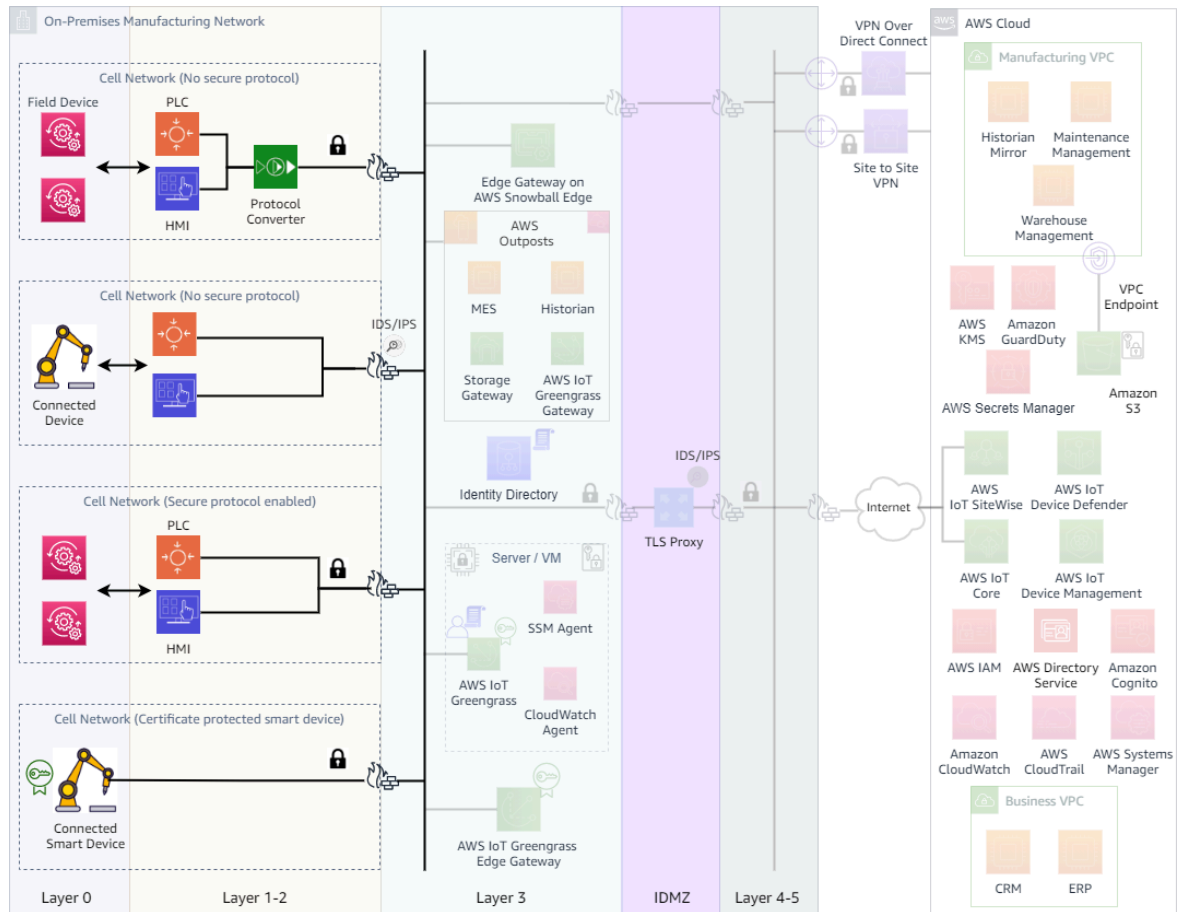 On-Premises Manufacturing Network
Cell Network (No secure protocol)
Field Device
PLC
HMI
Protocol
Converter
Cell Network (No secure protocol)
Connected
Device
IDS/IPS
Cell Network (Secure protocol enabled)
PLC
HMI
Cell Network (Certificate protected smart device)
Connected
Smart Device
Layer 0
Layer 1-2
Edge Gateway on
AWS Snowball Edge
AWS
Outposts
MES
Historian
Storage
Gateway
AWS IoT
Greengrass
Gateway
Identity Directory
Server / VM
SSM Agent
AWS IoT
Greengrass
CloudWatch
Agent
AWS IoT Greengrass
Edge Gateway
Layer 3
IDS/IPS
TLS Proxy
IDMZ
Layer 4-5
VPN Over
Direct Connect
Site to Site
VPN
Internet
aws
AWS Cloud
Manufacturing VPC
Historian
Mirror
Maintenance
Management
Warehouse
Management
VPC
Endpoint
AWS
KMS
Amazon
GuardDuty
AWS Secrets Manager
Amazon
S3
AWS
IoT SiteWise
AWS IoT
Device Defender
AWS IoT
Core
AWS IoT
Device Management
AWS IAM
AWS Directory
Service
Amazon
Cognito
Amazon
CloudWatch
AWS
CloudTrail
AWS Systems
Manager
Business VPC
CRM
ERP